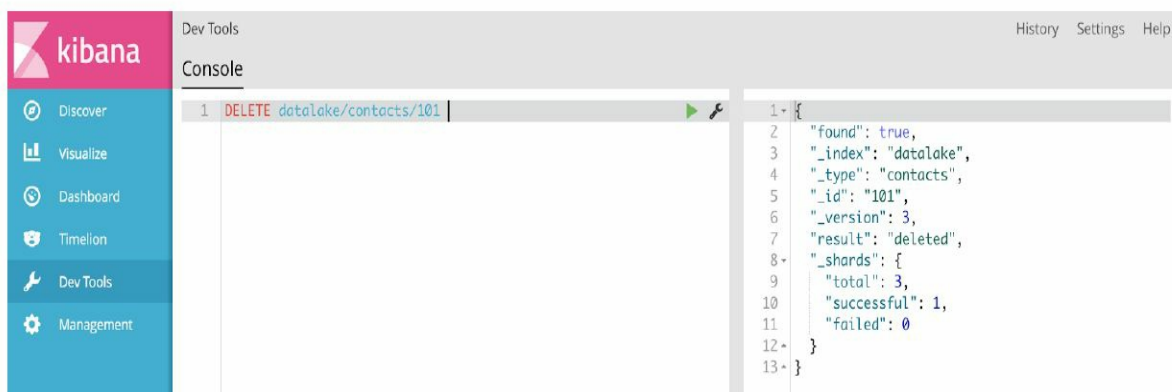 kibana
Discover
Visualize
Dashboard
Timelion
Dev Tools
Management
Dev Tools
History Settings Help
Console
1 DELETE datalake/contacts/101
1 {
2 "found": true,
3 "_index": "datalake",
4 "_type": "contacts",
5 "_id": "101",
6 "_version": 3,
7 "result": "deleted",
8 "_shards": {
9 "total": 3,
10 "successful": 1,
11 "failed": 0
12 }
13 }